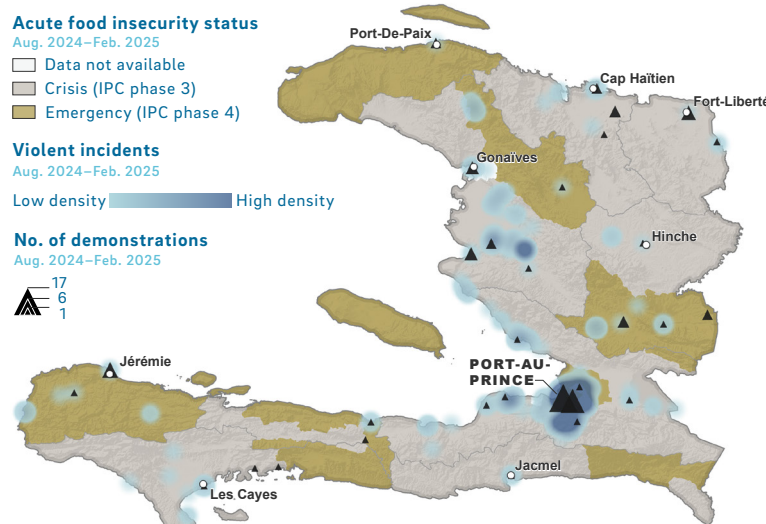 Acute food insecurity status
Aug. 2024–Feb. 2025
Data not available
Crisis (IPC phase 3)
Emergency (IPC phase 4)
Violent incidents
Aug. 2024–Feb. 2025
Low density
High density
No. of demonstrations
Aug. 2024–Feb. 2025
17
6
1
Port-De-Paix
Cap Haïtien
Fort-Liberté
Gonaïves
Hinche
PORT-AU-
PRINCE
Jérémie
Jacmel
Les Cayes